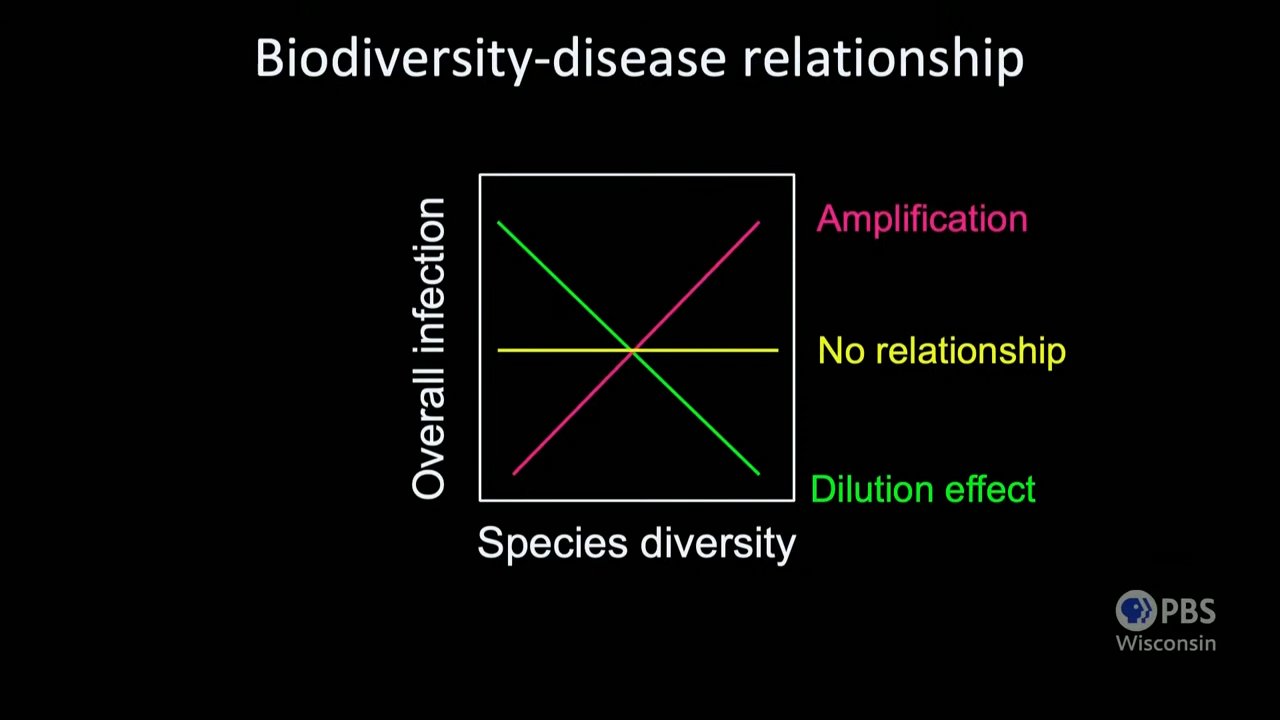 Biodiversity-disease relationship
Overall infection
Amplification
No relationship
Dilution effect
Species diversity
PBS
Wisconsin